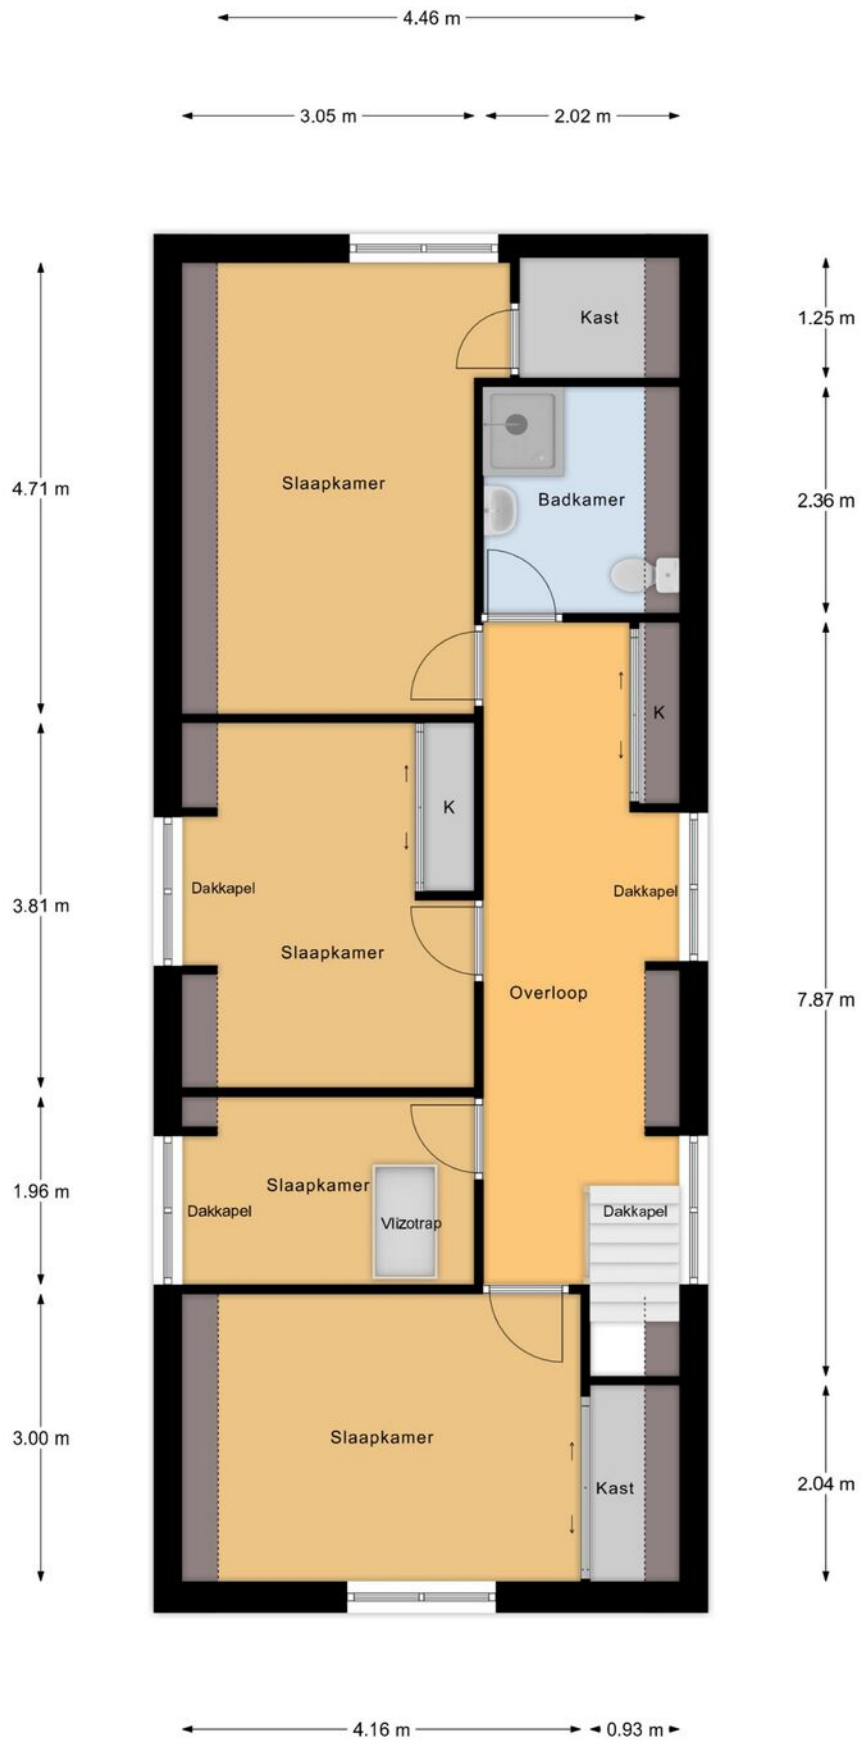 4.46 m
3.05 m
2.02 m
Kast
1.25 m
4.71 m
Slaapkamer
Badkamer
2.36 m
K
K
3.81 m
Dakkapel
Dakkapel
Slaapkamer
Overloop
7.87 m
1.96 m
Slaapkamer
Dakkapel
Vlizotrap
Dakkapel
3.00 m
Slaapkamer
Kast
2.04 m
4.16 m
0.93 m